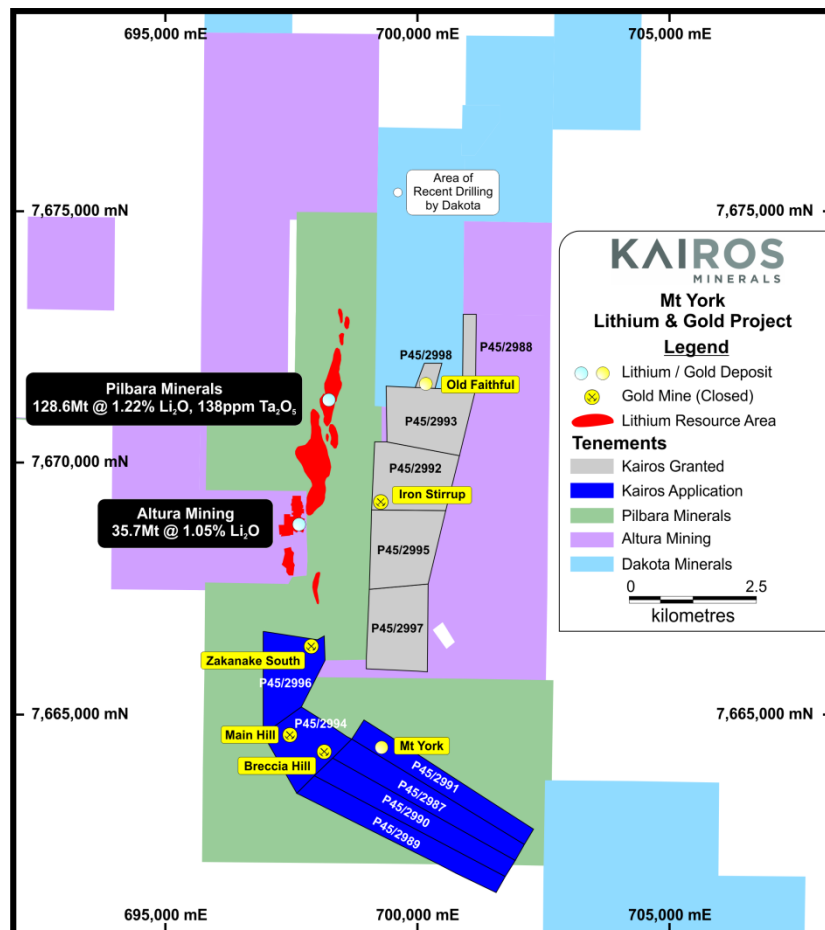 695,000 mE
700,000 mE
705,000 mE
Area of
Recent Drilling
by Dakota
7,675,000 mN
7,675,000 mN
KAIROS
MINERALS
Mt York
Lithium & Gold Project
Legend
Lithium / Gold Deposit
Gold Mine (Closed)
Lithium Resource Area
Tenements
Kairos Granted
Kairos Application
Pilbara Minerals
Altura Mining
Dakota Minerals
0 2.5
kilometres
P45/2988
P45/2998
Old Faithful
Pilbara Minerals
128.6Mt @ 1.22% Li₂O, 138ppm Ta₂O₅
P45/2993
7,670,000 mN
P45/2992
Iron Stirrup
Altura Mining
35.7Mt @ 1.05% Li₂O
P45/2995
P45/2997
Zakanake South
P45/2996
7,665,000 mN
7,665,000 mN
P45/2994
Main Hill
Mt York
Breccia Hill
P45/2991
P45/2987
P45/2990
P45/2989
695,000 mE
700,000 mE
705,000 mE